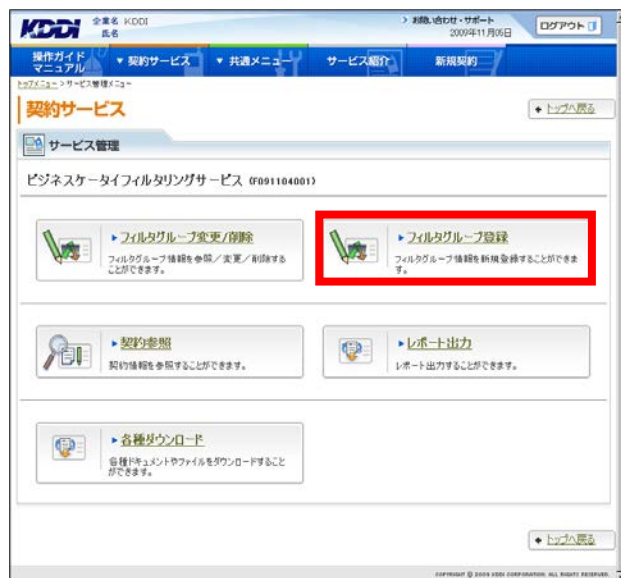 KDDI 企業名 KDDI
氏名
お問い合わせ・サポート
2009年11月05日
ログアウト
操作ガイド
マニュアル
契約サービス
共通メニュー
サービス紹介
新規契約
トップメニュー > サービス管理メニュー
契約サービス
トップへ戻る
サービス管理
ビジネスケータイフィルタリングサービス (F091104001)
フィルタグループ変更/削除
フィルタグループ情報を参照／変更／削除する
ことができます。
フィルタグループ登録
フィルタグループ情報を新規登録することができま
す。
契約参照
契約情報を参照することができます。
レポート出力
レポート出力することができます。
各種ダウンロード
各種ドキュメントやファイルをダウンロードすること
ができます。
トップへ戻る
COPYRIGHT © 2009 KDDI CORPORATION. ALL RIGHTS RESERVED.